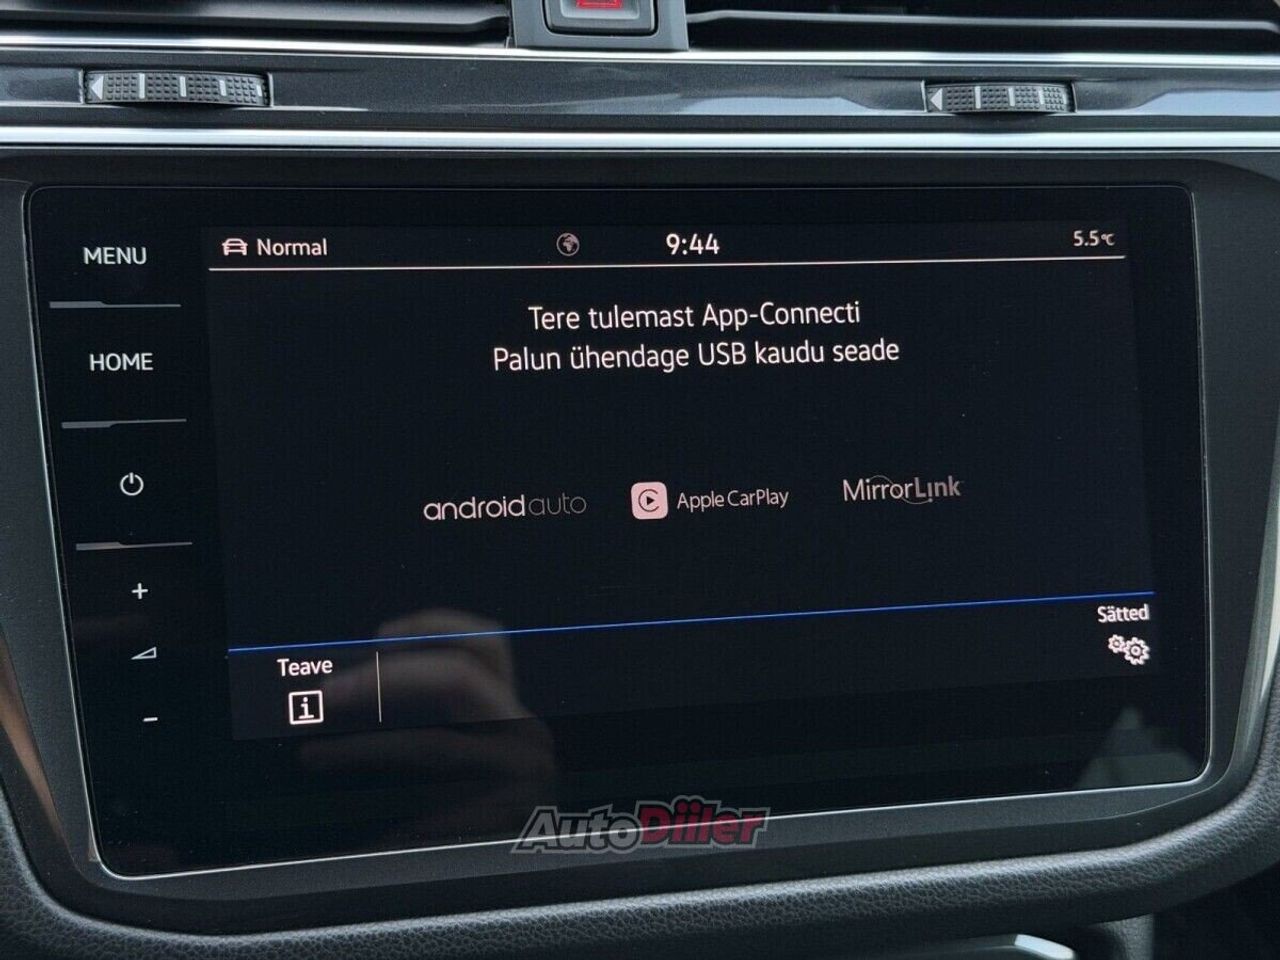 MENU
HOME
Normal
9:44
5.5°C
Tere tulemast App-Connecti
Palun ühendage USB kaudu seade
androidauto
Apple CarPlay
MirrorLink
Sätted
Teave
i
AutoDiiler